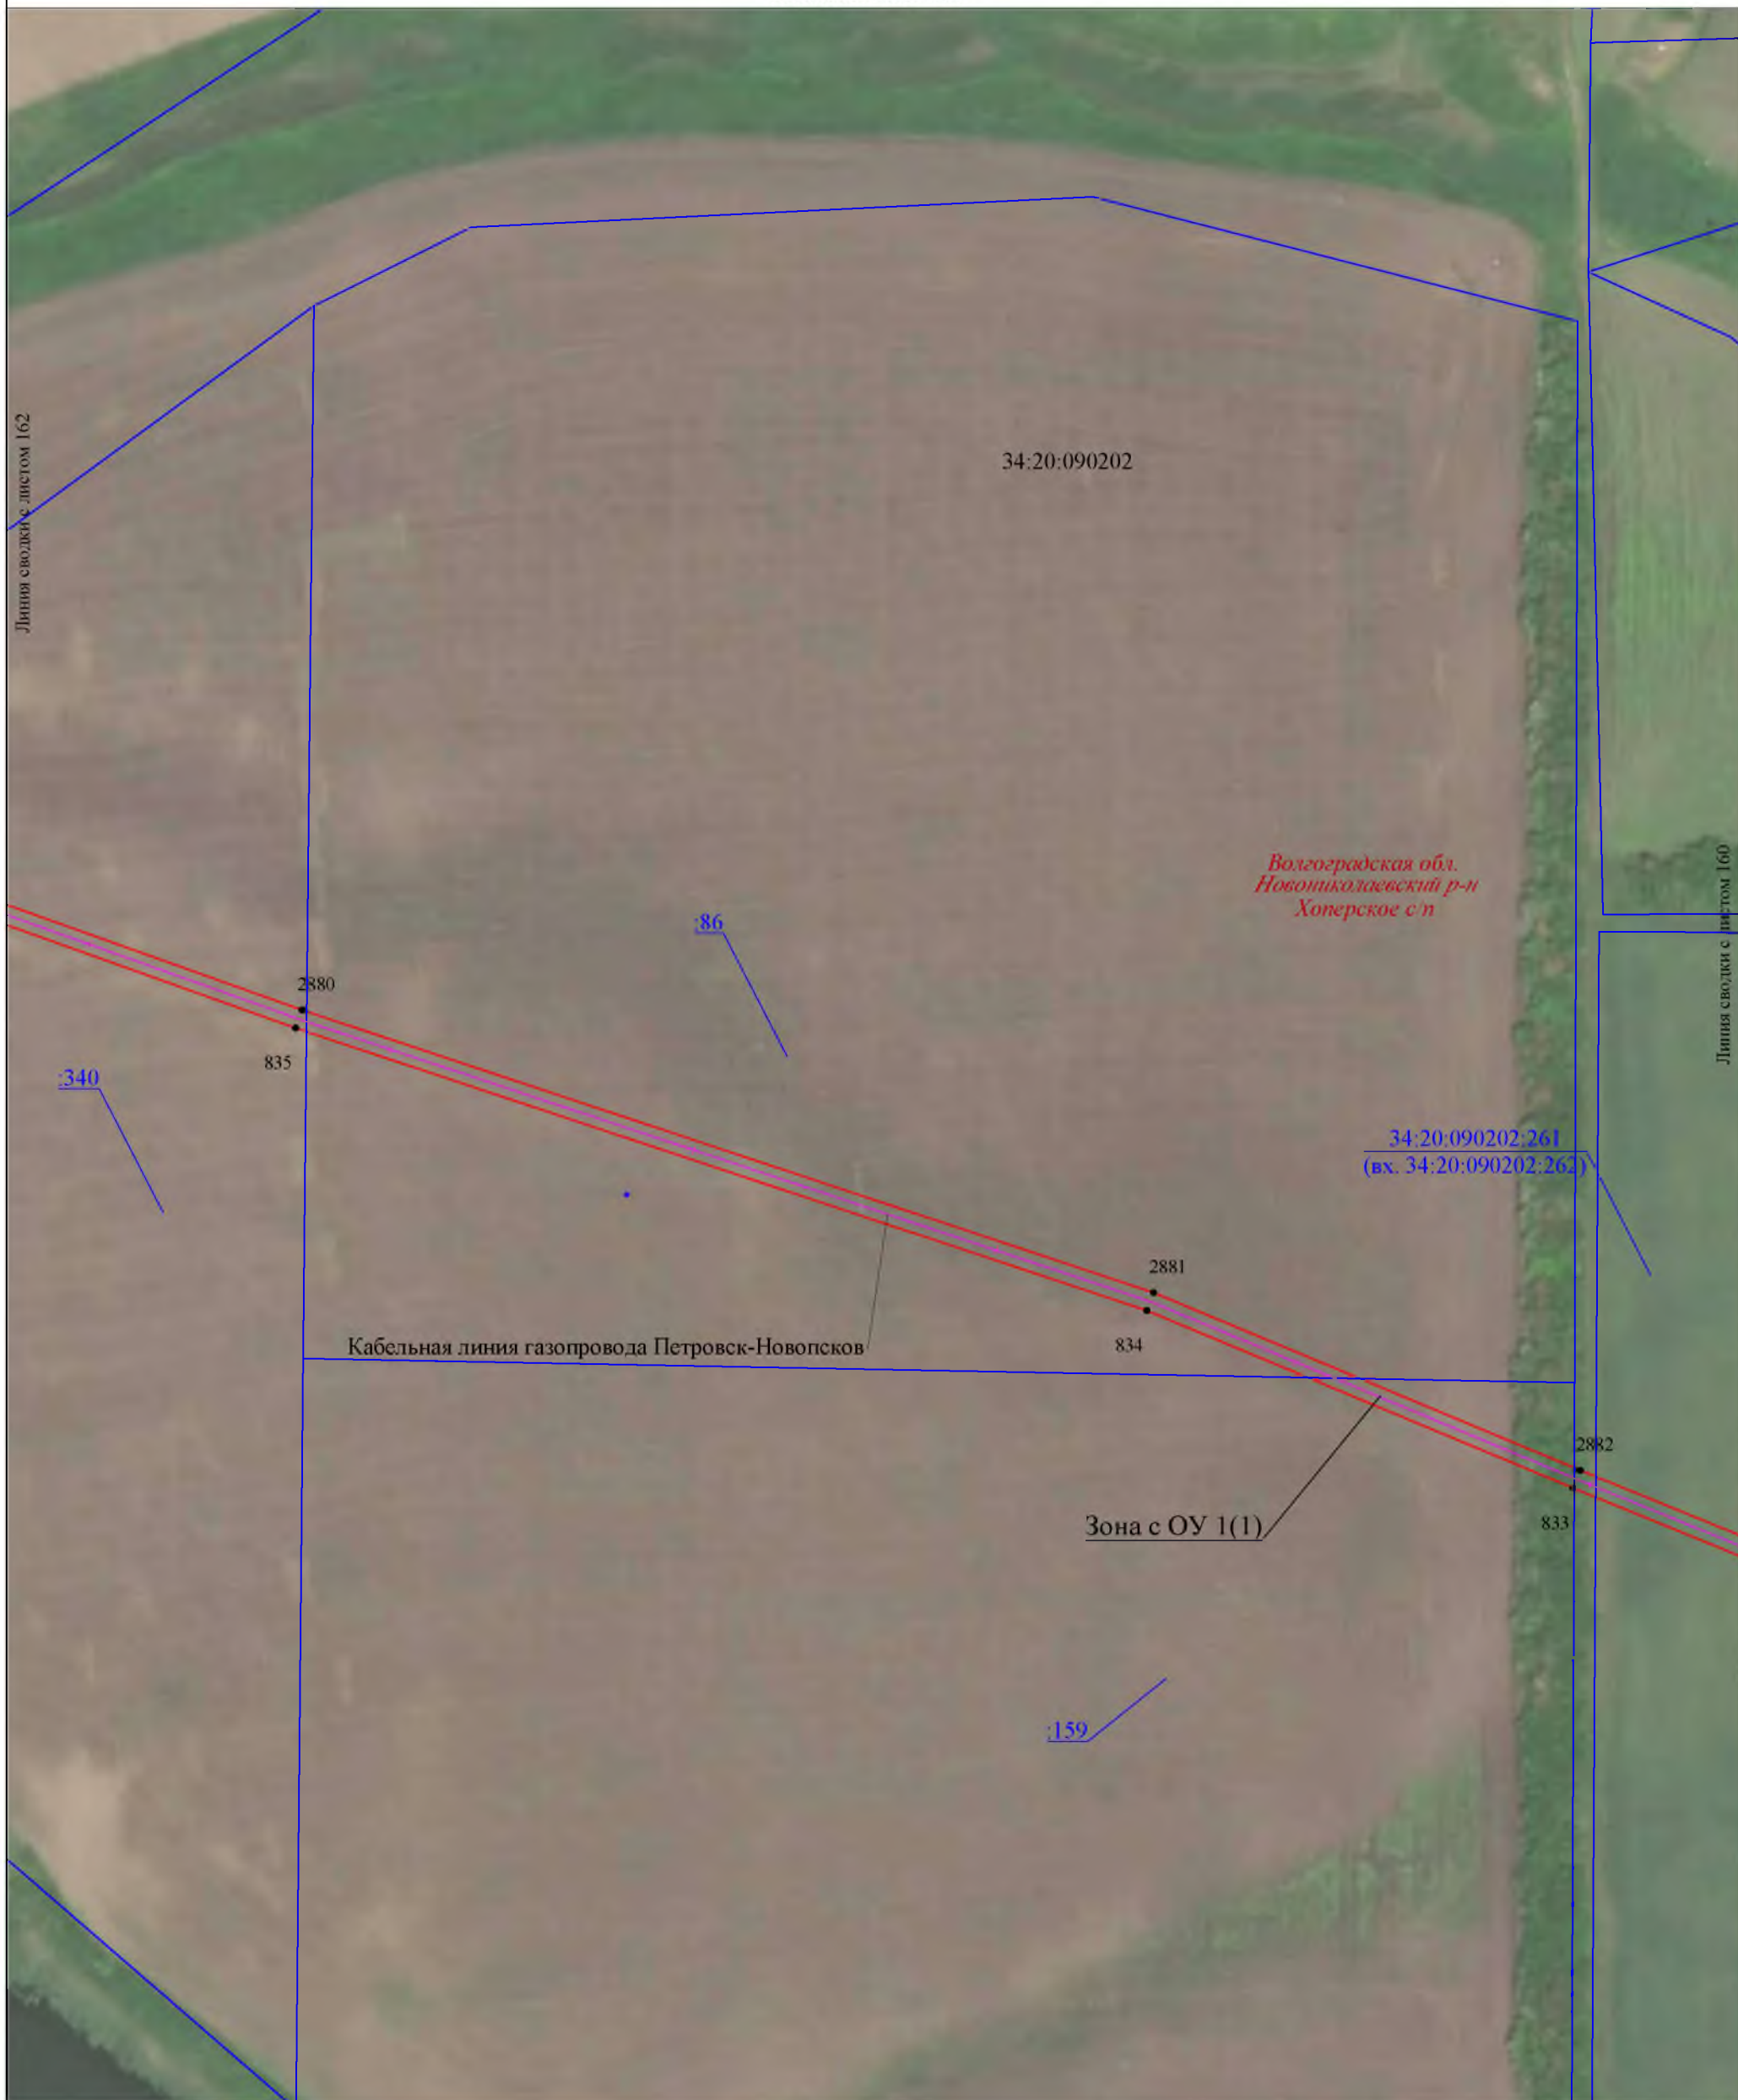 34:20:090202
Линия сводки с листом 162
Волгоградская обл.
Новониколаевский р-н
Хоперское с/п
Линия сводки с листом 160
:86
2880
835
:340
34:20:090202:261
(вх. 34:20:090202:262)
2881
Кабельная линия газопровода Петровск-Новопсков
834
2882
Зона с ОУ 1(1)
833
:159